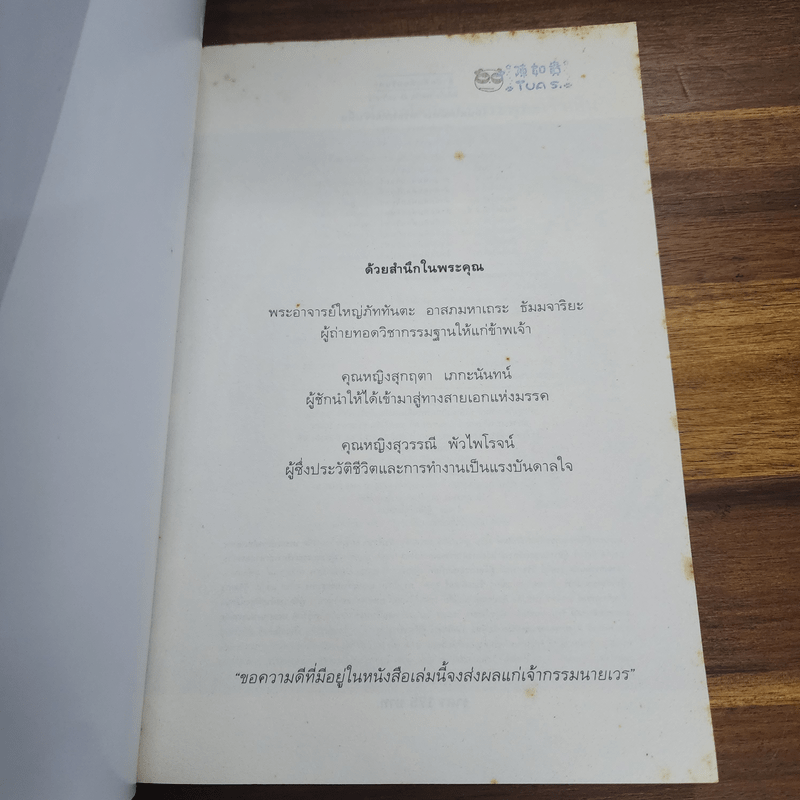 ด้วยสำนึกในพระคุณ
พระอาจารย์ใหญ่ภัททันตะ อาสภมหาเถระ ธัมมจาริยะ
ผู้ถ่ายทอดวิชากรรมฐานให้แก่ข้าพเจ้า
คุณหญิงสุกฤตา เภกะนันทน์
ผู้ชักนำให้ได้เข้ามาสู่ทางสายเอกแห่งมรรค
คุณหญิงสุวรรณี พัวไพโรจน์
ผู้ซึ่งประวัติชีวิตและการทำงานเป็นแรงบันดาลใจ
"ขอความดีที่มีอยู่ในหนังสือเล่มนี้จงส่งผลแก่เจ้ากรรมนายเวร"